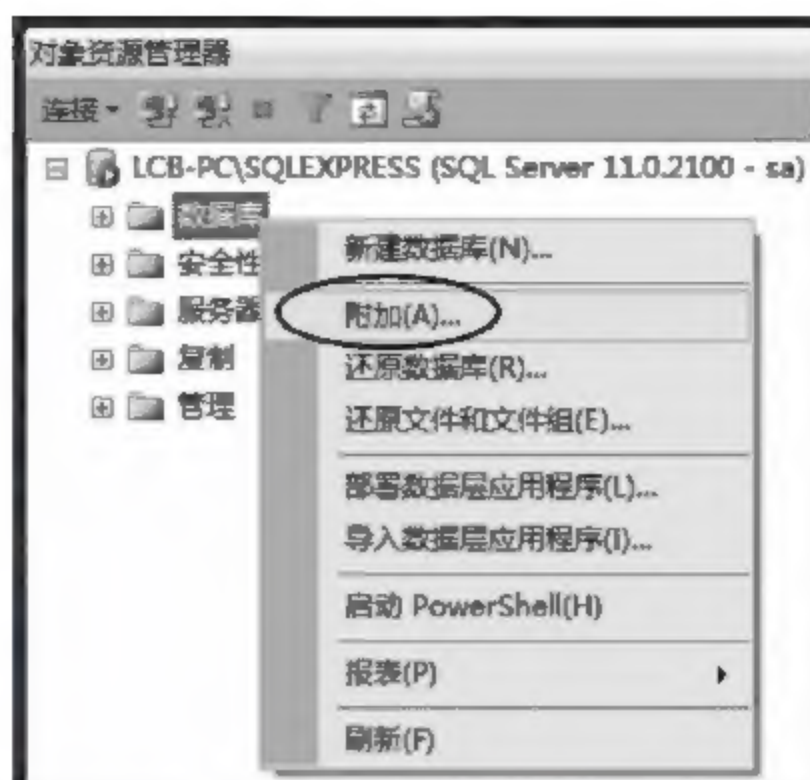 对象资源管理器
连接
LCB-PC\SQLEXPRESS (SQL Server 11.0.2100 - sa)
数据库
安全性
服务器
复制
管理
新建数据库(N)...
附加(A)...
还原数据库(R)...
还原文件和文件组(E)...
部署数据层应用程序(L)...
导入数据层应用程序(I)...
启动 PowerShell(H)
报表(P)
刷新(F)